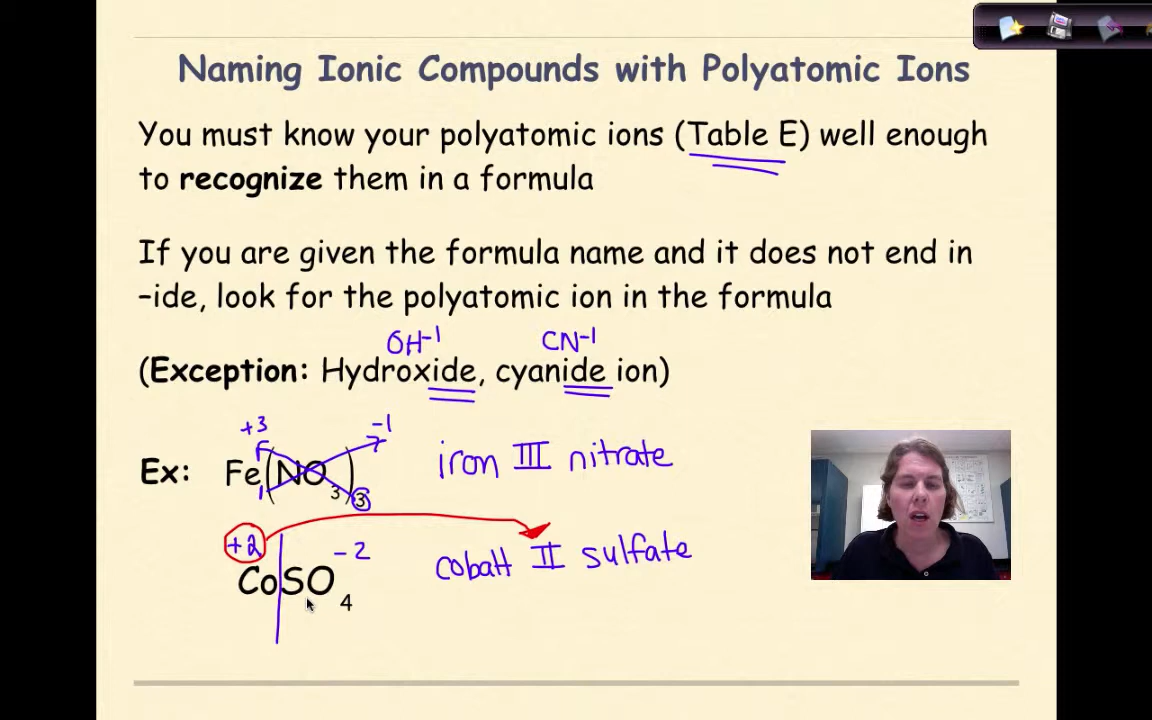 Naming Ionic Compounds with Polyatomic Ions
You must know your polyatomic ions (Table E) well enough
to recognize them in a formula
If you are given the formula name and it does not end in
–ide, look for the polyatomic ion in the formula
OH-1 CN-1
(Exception: Hydroxide, cyanide ion)
+3 -1
Ex: Fe(NO3)3 iron III nitrate
1
+2 -2
CoSO4 cobalt II sulfate